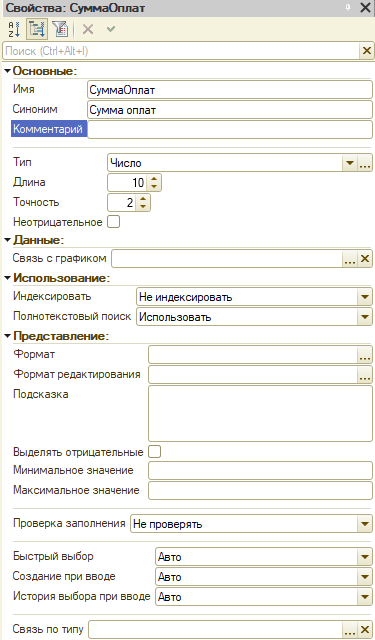 Свойства: СуммаОплат
Поиск (Ctrl+Alt+I)
Основные:
Имя СуммаОплат
Синоним Сумма оплат
Комментарий
Тип Число
Длина 10
Точность 2
Неотрицательное
Данные:
Связь с графиком
Использование:
Индексировать Не индексировать
Полнотекстовый поиск Использовать
Представление:
Формат
Формат редактирования
Подсказка
Выделять отрицательные
Минимальное значение
Максимальное значение
Проверка заполнения Не проверять
Быстрый выбор Авто
Создание при вводе Авто
История выбора при вводе Авто
Связь по типу